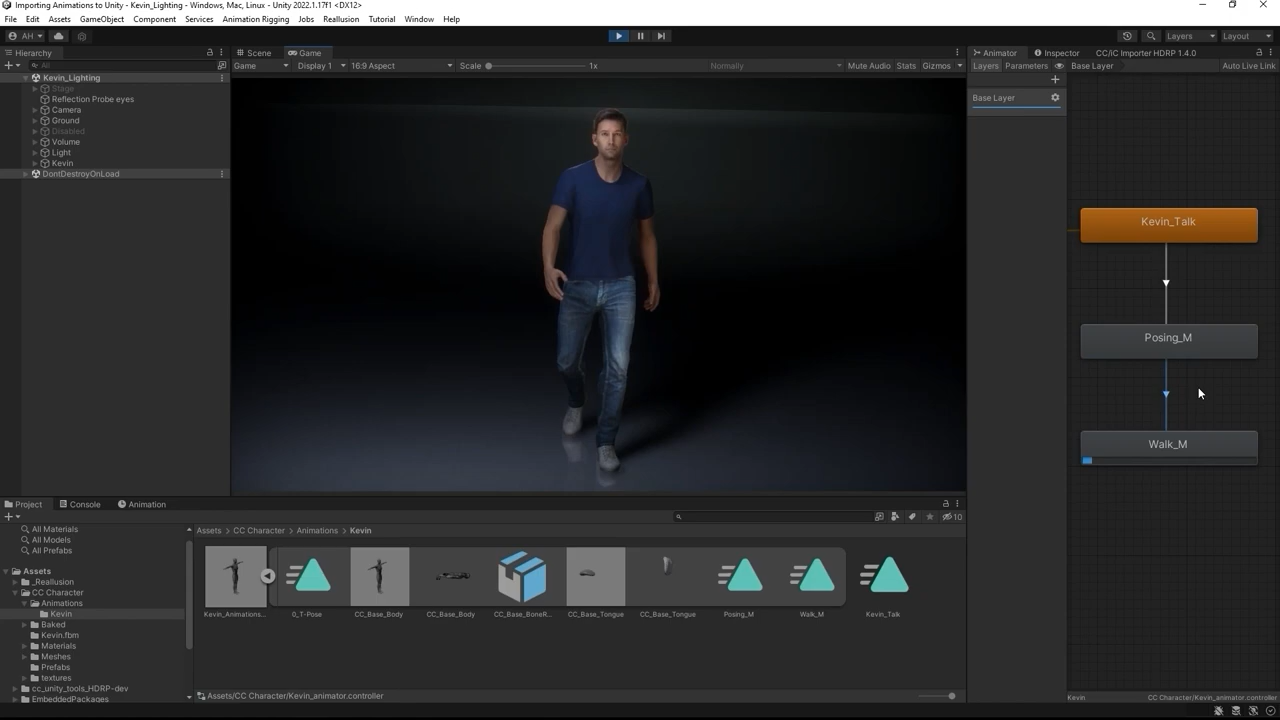 Importing Animations to Unity - Kevin_Lighting - Windows, Mac, Linux - Unity 2022.1.17f1 <DX12>
File Edit Assets GameObject Component Services Animation Rigging Jobs Reallusion Tutorial Window Help
AH Layers Layout
Hierarchy Scene Game Animator Inspector CC/iC Importer HDRP 1.4.0
All Game Display 1 16:9 Aspect Scale 1x Normally Mute Audio Stats Gizmos Layers Parameters Base Layer Auto Live Link
Kevin_Lighting
Stage
Reflection Probe eyes
Camera
Ground
Disabled
Volume
Light
Kevin
DontDestroyOnLoad
Base Layer
Kevin_Talk
Posing_M
Walk_M
Project Console Animation
10
All Materials
All Models
All Prefabs
Assets
_Reallusion
CC Character
Animations
Kevin
Baked
Kevin.fbm
Materials
Meshes
Prefabs
textures
cc_unity_tools_HDRP-dev
EmbeddedPackages
Assets CC Character Animations Kevin
Kevin_Animations... 0_T-Pose CC_Base_Body CC_Base_Body CC_Base_BoneR... CC_Base_Tongue CC_Base_Tongue Posing_M Walk_M Kevin_Talk
Assets/CC Character/Kevin_animator.controller
Kevin CC Character/Kevin_animator.controller